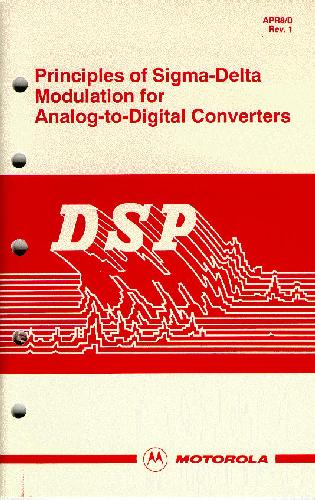 APR8/D
Rev. 1
Principles of Sigma-Delta
Modulation for
Analog-to-Digital Converters
DSP
MOTOROLA